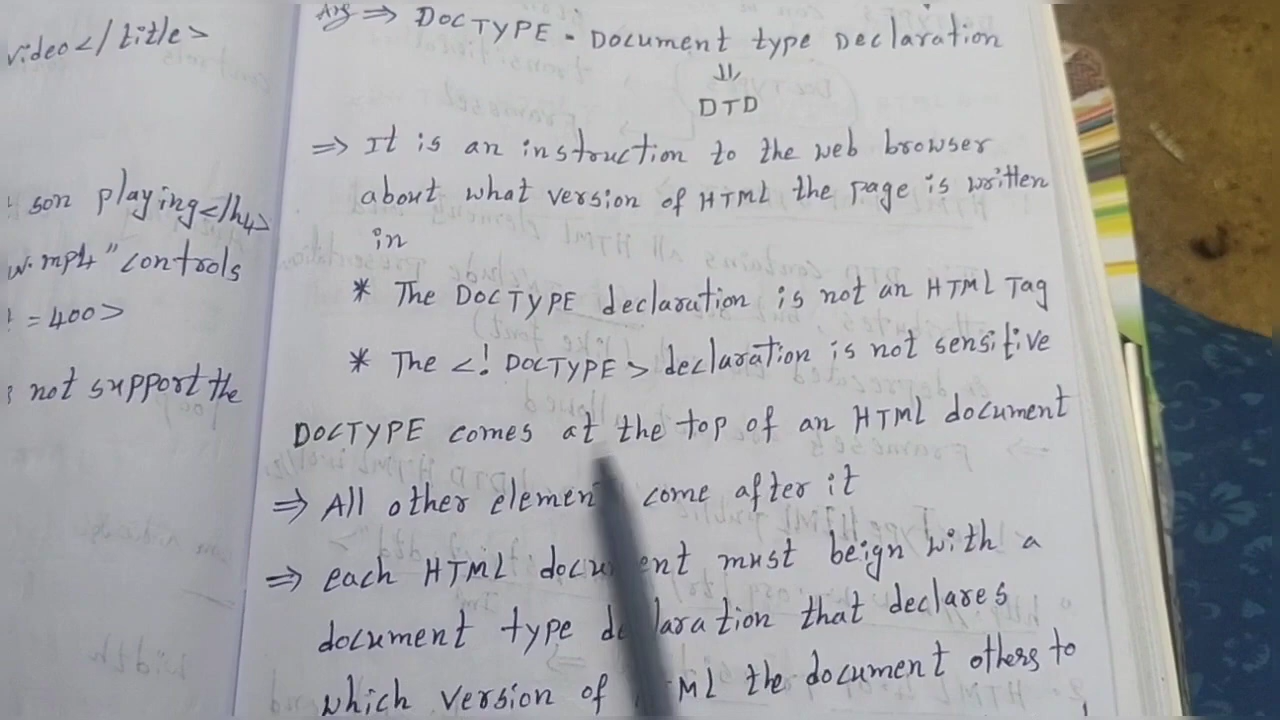 video</title>
son playing</h4>
w.mp4" controls
= 400>
not support the
Ans ⇒ DOCTYPE - Document type Declaration
⇓
DTD
⇒ It is an instruction to the web browser
about what version of HTML the page is written
in
* The DOCTYPE declaration is not an HTML Tag
* The <! DOCTYPE> declaration is not sensitive
DOCTYPE comes at the top of an HTML document
⇒ All other element come after it
⇒ each HTML document must beign with a
document type declaration that declares
which version of HTML the document others to